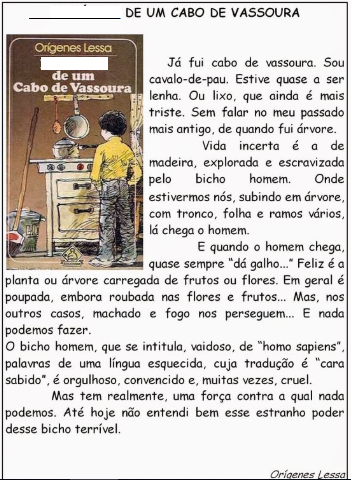 DE UM CABO DE VASSOURA
Orígenes Lessa
de um
Cabo de Vassoura
Já fui cabo de vassoura. Sou
cavalo-de-pau. Estive quase a ser
lenha. Ou lixo, que ainda é mais
triste. Sem falar no meu passado
mais antigo, de quando fui árvore.
Vida incerta é a de
madeira, explorada e escravizada
pelo bicho homem. Onde
estivermos nós, subindo em árvore,
com tronco, folha e ramos vários,
lá chega o homem.
E quando o homem chega,
quase sempre “dá galho...” Feliz é a
planta ou árvore carregada de frutos ou flores. Em geral é
poupada, embora roubada nas flores e frutos... Mas, nos
outros casos, machado e fogo nos perseguem... E nada
podemos fazer.
O bicho homem, que se intitula, vaidoso, de “homo sapiens”,
palavras de uma língua esquecida, cuja tradução é “cara
sabido”, é orgulhoso, convencido e, muitas vezes, cruel.
Mas tem realmente, uma força contra a qual nada
podemos. Até hoje não entendi bem esse estranho poder
desse bicho terrível.
Orígenes Lessa